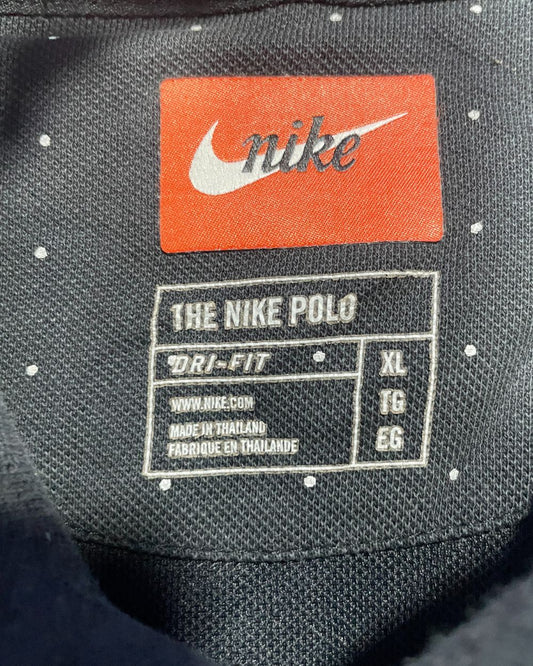 nike
THE NIKE POLO
DRI-FIT
XL
TG
EG
WWW.NIKE.COM
MADE IN THAILAND
FABRIQUE EN THAILANDE